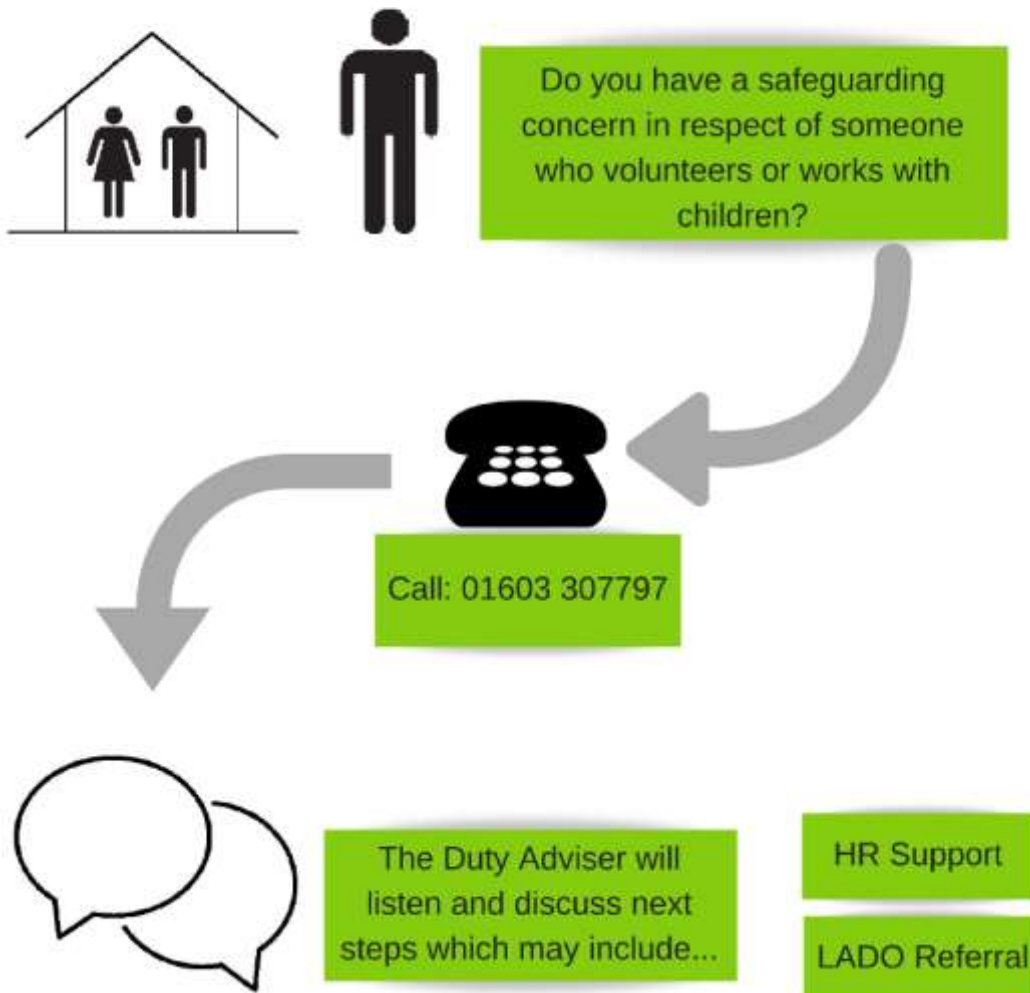 Do you have a safeguarding
concern in respect of someone
who volunteers or works with
children?
Call: 01603 307797
The Duty Adviser will
listen and discuss next
steps which may include...
HR Support
LADO Referral